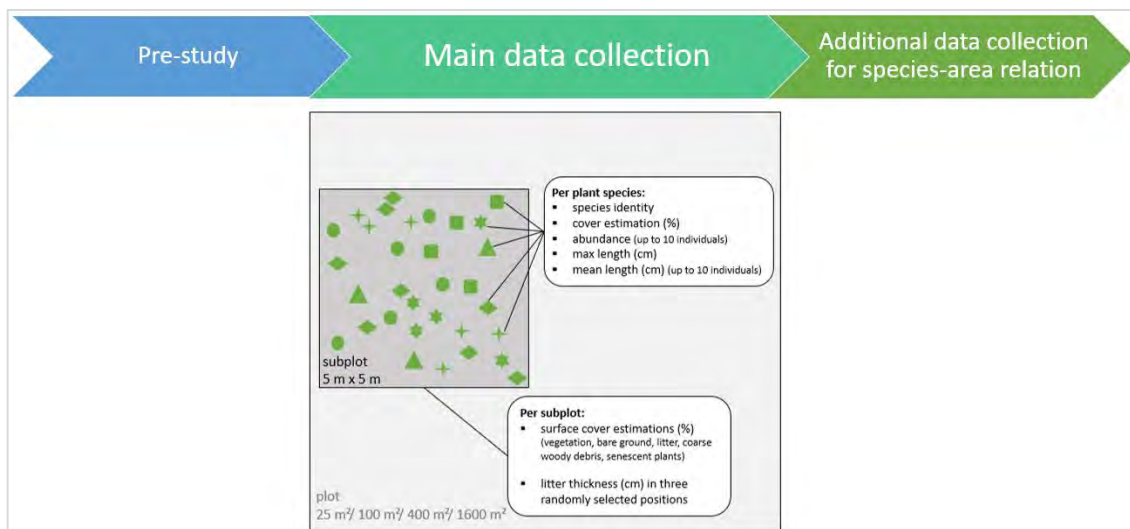 Pre-study
Main data collection
Additional data collection
for species-area relation
Per plant species:
▪ species identity
▪ cover estimation (%)
▪ abundance (up to 10 individuals)
▪ max length (cm)
▪ mean length (cm) (up to 10 individuals)
subplot
5 m x 5 m
Per subplot:
▪ surface cover estimations (%)
(vegetation, bare ground, litter, coarse
woody debris, senescent plants)
▪ litter thickness (cm) in three
randomly selected positions
plot
25 m²/ 100 m²/ 400 m²/ 1600 m²